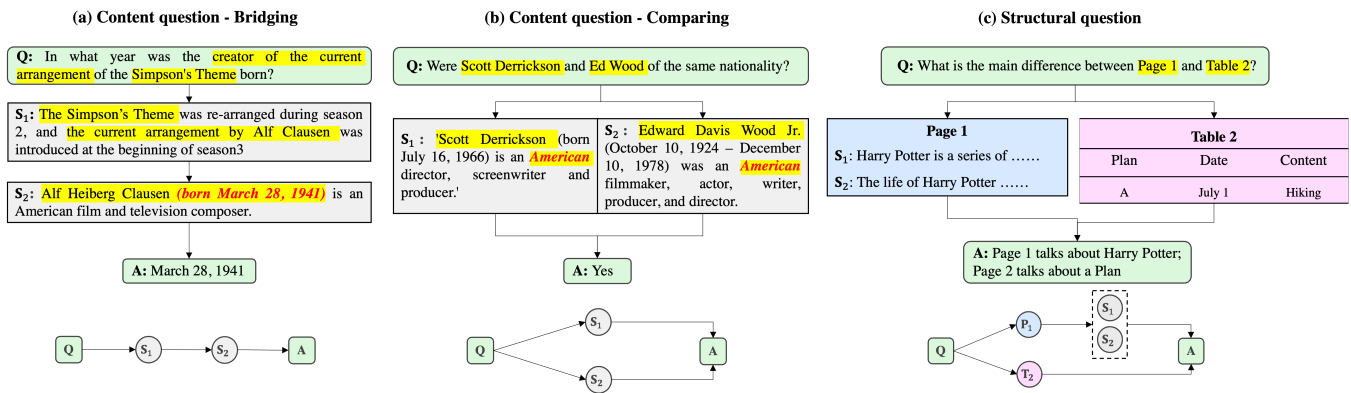 (a) Content question - Bridging
Q: In what year was the creator of the current
arrangement of the Simpson's Theme born?
S1: The Simpson's Theme was re-arranged during season
2, and the current arrangement by Alf Clausen was
introduced at the beginning of season3
S2: Alf Heiberg Clausen (born March 28, 1941) is an
American film and television composer.
A: March 28, 1941
Q S1 S2 A
(b) Content question - Comparing
Q: Were Scott Derrickson and Ed Wood of the same nationality?
S1 : 'Scott Derrickson (born
July 16, 1966) is an American
director, screenwriter and
producer.'
S2 : Edward Davis Wood Jr.
(October 10, 1924 – December
10, 1978) was an American
filmmaker, actor, writer,
producer, and director.
A: Yes
S1
Q A
S2
(c) Structural question
Q: What is the main difference between Page 1 and Table 2?
Page 1
S1: Harry Potter is a series of ……
S2: The life of Harry Potter ……
Table 2
Plan Date Content
A July 1 Hiking
A: Page 1 talks about Harry Potter;
Page 2 talks about a Plan
S1
P1
S2
Q A
T2